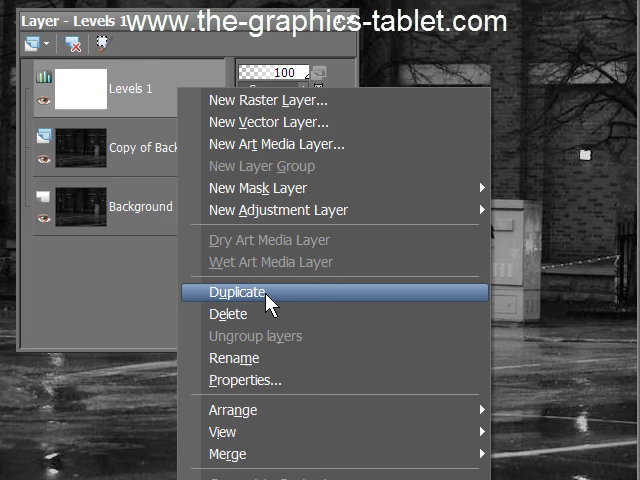 Layer - Levels 1
www.the-graphics-tablet.com
100
Levels 1
Copy of Back
Background
New Raster Layer...
New Vector Layer...
New Art Media Layer...
New Layer Group
New Mask Layer
New Adjustment Layer
Dry Art Media Layer
Wet Art Media Layer
Duplicate
Delete
Ungroup layers
Rename
Properties...
Arrange
View
Merge